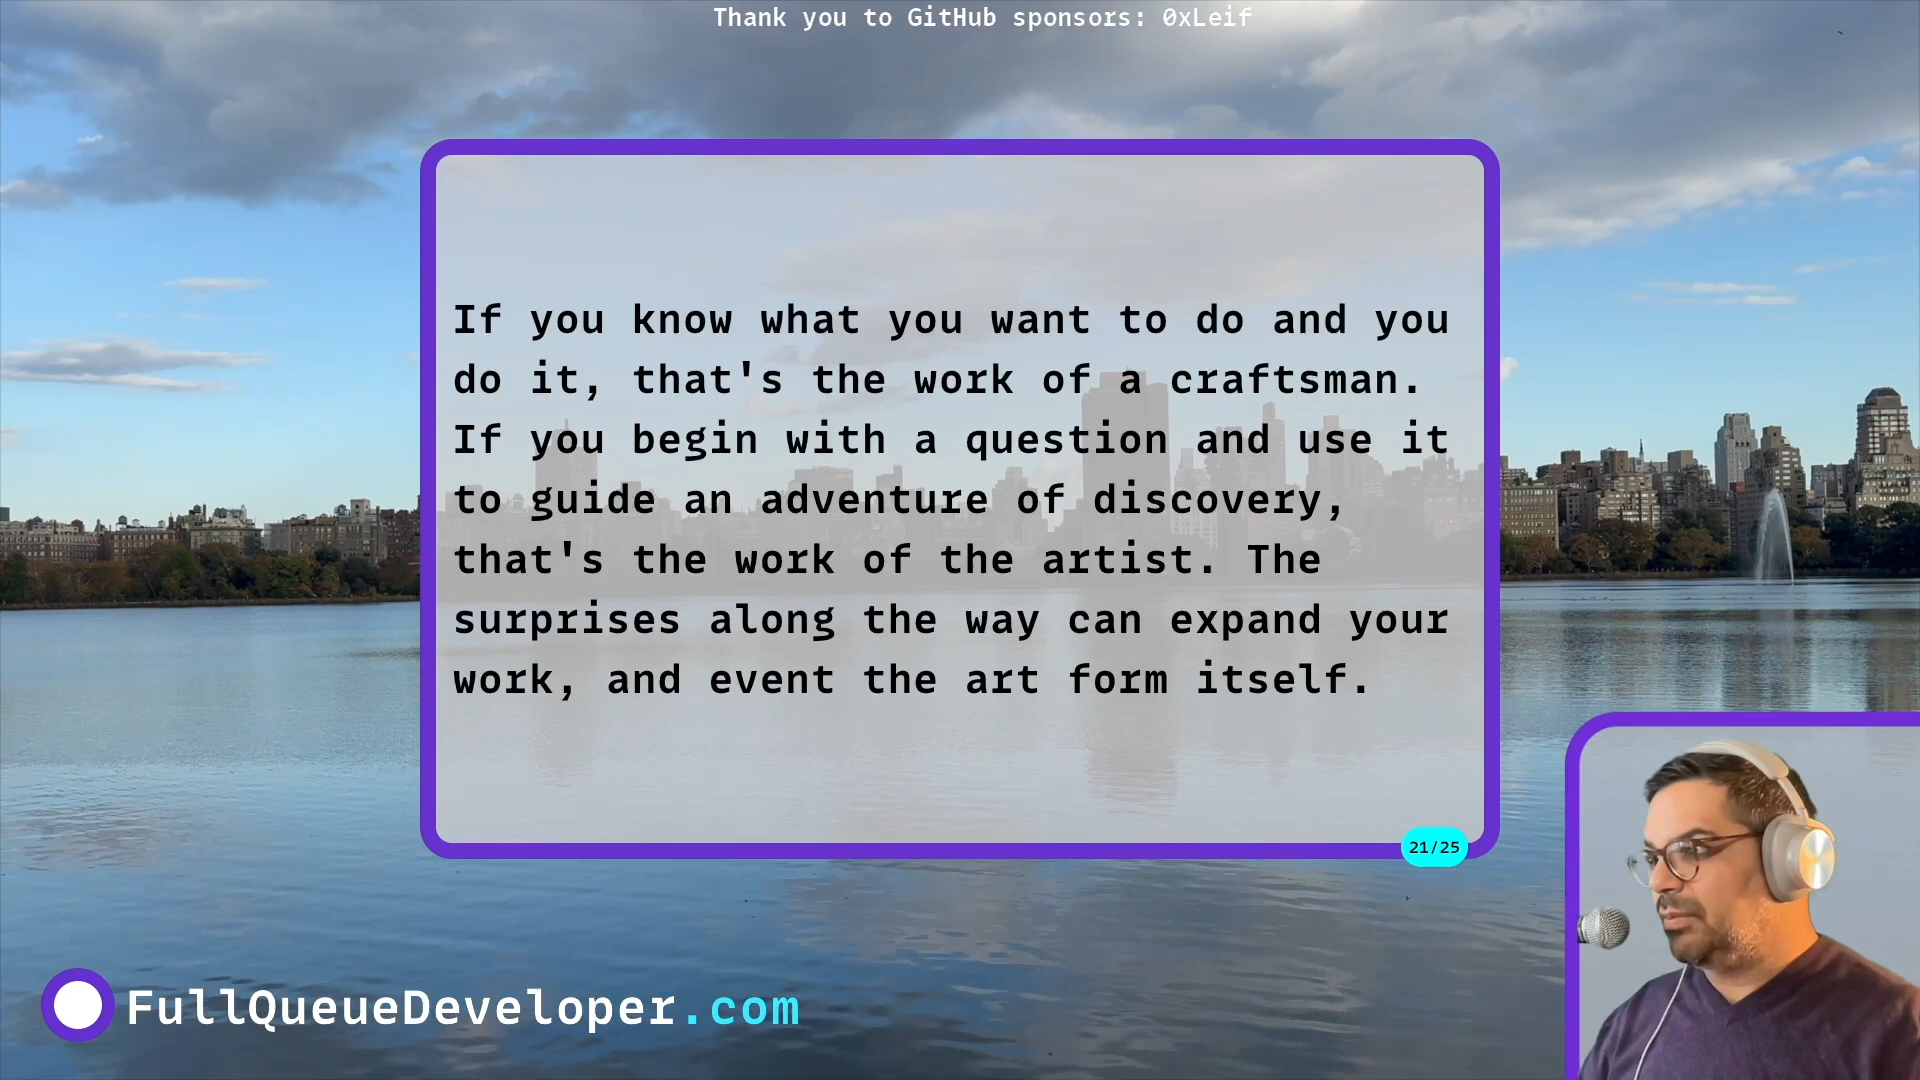 Thank you to GitHub sponsors: 0xLeif
If you know what you want to do and you
do it, that's the work of a craftsman.
If you begin with a question and use it
to guide an adventure of discovery,
that's the work of the artist. The
surprises along the way can expand your
work, and event the art form itself.
21/25
FullQueueDeveloper.com